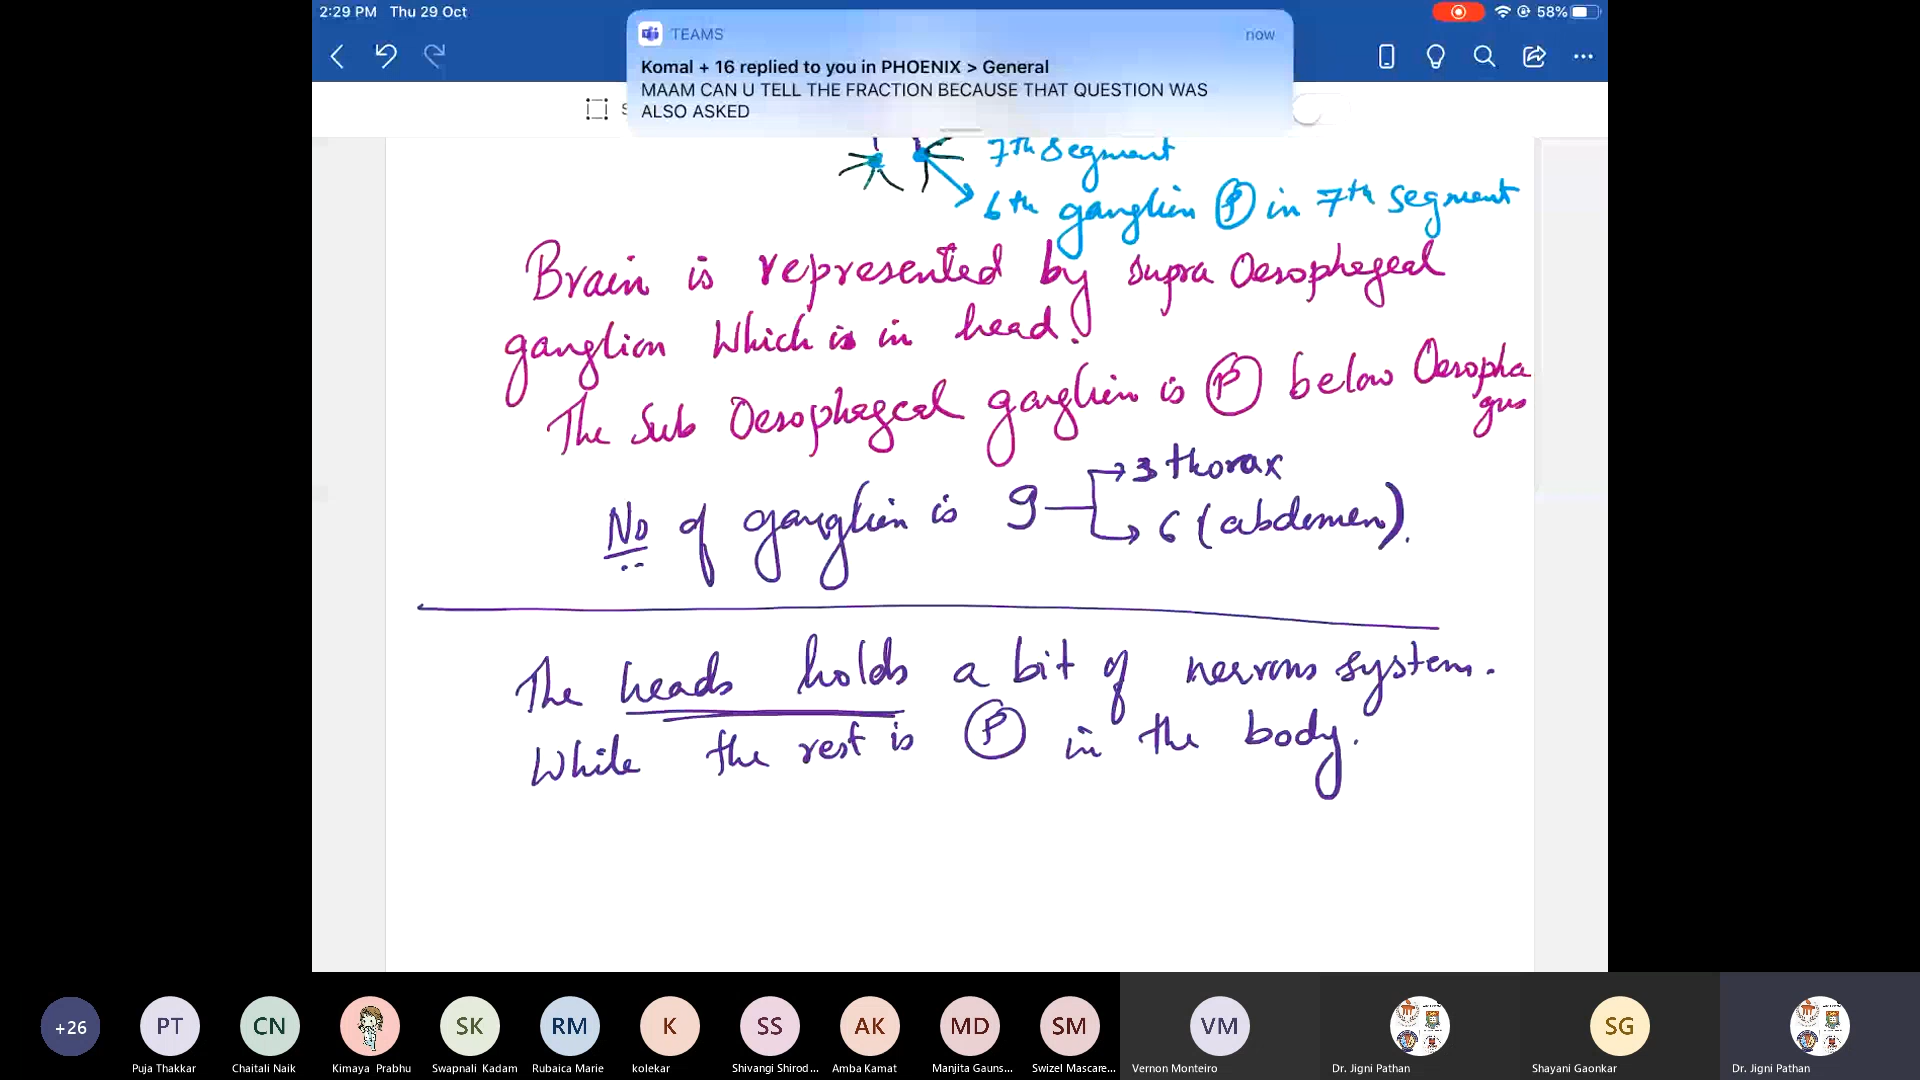 2:29 PM Thu 29 Oct
58%
TEAMS
now
Komal + 16 replied to you in PHOENIX > General
MAAM CAN U TELL THE FRACTION BECAUSE THAT QUESTION WAS
ALSO ASKED
7th segment
6th ganglion (P) in 7th segment
Brain is represented by supra Oesophageal
ganglion Which is in head.
The Sub Oesophageal ganglion is (P) below Oesopha
gus
3 thorax
No of ganglion is 9
6 (abdomen).
The heads holds a bit of nervous system.
While the rest is (P) in the body.
+26 PT CN SK RM K SS AK MD SM VM SG
Puja Thakkar Chaitali Naik Kimaya Prabhu Swapnali Kadam Rubaica Marie kolekar Shivangi Shirod... Amba Kamat Manjita Gauns... Swizel Mascare... Vernon Monteiro Dr. Jigni Pathan Shayani Gaonkar Dr. Jigni Pathan